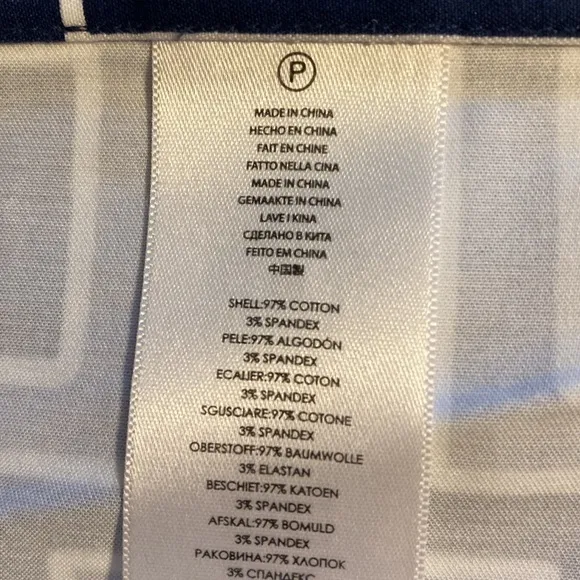 P
MADE IN CHINA
HECHO EN CHINA
FAIT EN CHINE
FATTO NELLA CINA
MADE IN CHINA
GEMAAKTE IN CHINA
LAVE I KINA
СДЕЛАНО В КИТА
FEITO EM CHINA
中国製
SHELL:97% COTTON
3% SPANDEX
PELE:97% ALGODÓN
3% SPANDEX
ECALIER:97% COTON
3% SPANDEX
SGUSCIARE:97% COTONE
3% SPANDEX
OBERSTOFF:97% BAUMWOLLE
3% ELASTAN
BESCHIET:97% KATOEN
3% SPANDEX
AFSKAL:97% BOMULD
3% SPANDEX
РАКОВИНА:97% ХЛОПОК
3% СПАНДЕКС